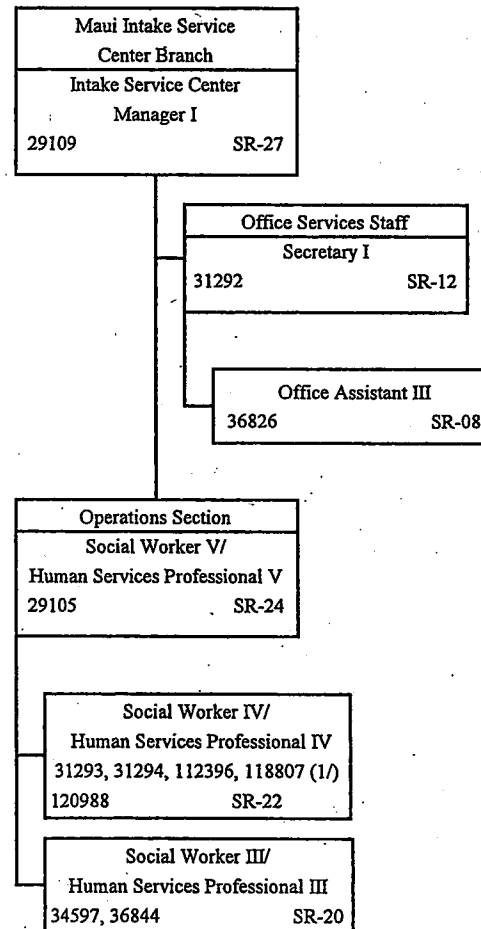 Maui Intake Service
Center Branch
Intake Service Center
Manager I
29109 SR-27
Office Services Staff
Secretary I
31292 SR-12
Office Assistant III
36826 SR-08
Operations Section
Social Worker V/
Human Services Professional V
29105 SR-24
Social Worker IV/
Human Services Professional IV
31293, 31294, 112396, 118807 (1/)
120988 SR-22
Social Worker III/
Human Services Professional III
34597, 36844 SR-20